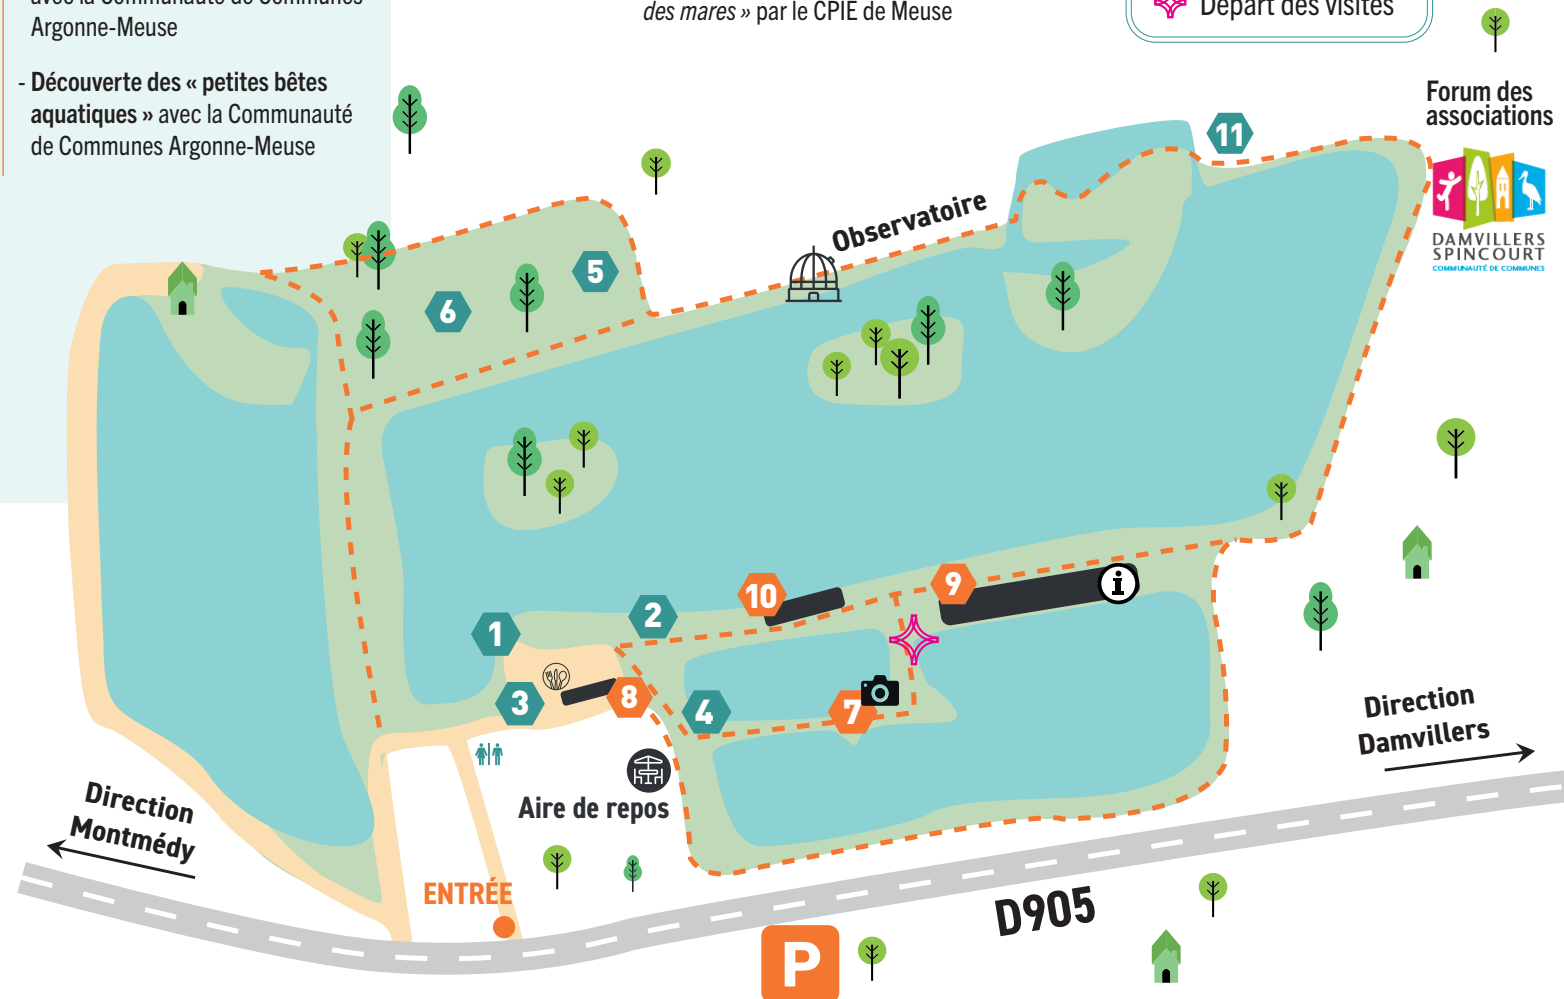 avec la Communauté de Communes
Argonne-Meuse
- Découverte des « petites bêtes
aquatiques » avec la Communauté
de Communes Argonne-Meuse
des mares » par le CPIE de Meuse
Départ des visites
Forum des
associations
DAMVILLERS
SPINCOURT
COMMUNAUTÉ DE COMMUNES
11
Observatoire
5
6
10
9
i
2
1
3
8
4
7
Aire de repos
Direction
Montmédy
Direction
Damvillers
ENTRÉE
D905
P